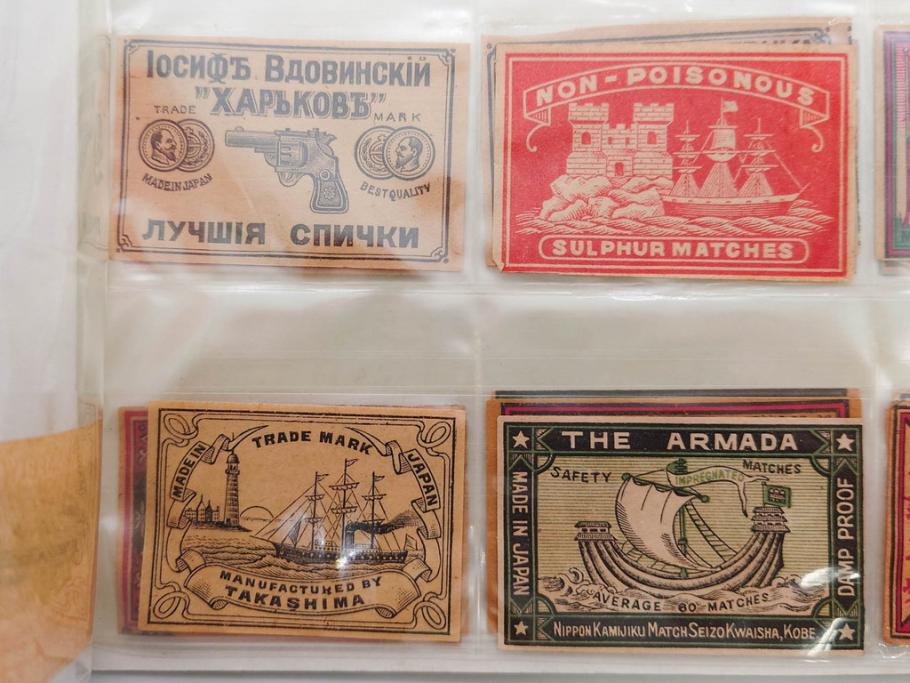 Іосифъ Вдовинскій
"ХАРЬКОВЪ"
TRADE MARK
MADE IN JAPAN
BEST QUALITY
ЛУЧШІЯ СПИЧКИ
NON-POISONOUS
SULPHUR MATCHES
TRADE MARK
MADE IN
JAPAN
MANUFACTURED BY
TAKASHIMA
THE ARMADA
SAFETY
MATCHES
IMPREGNATED
MADE IN JAPAN
DAMP PROOF
AVERAGE 60 MATCHES
NIPPON KAMIJIKU MATCH SEIZO KWAISHA, KOBE.